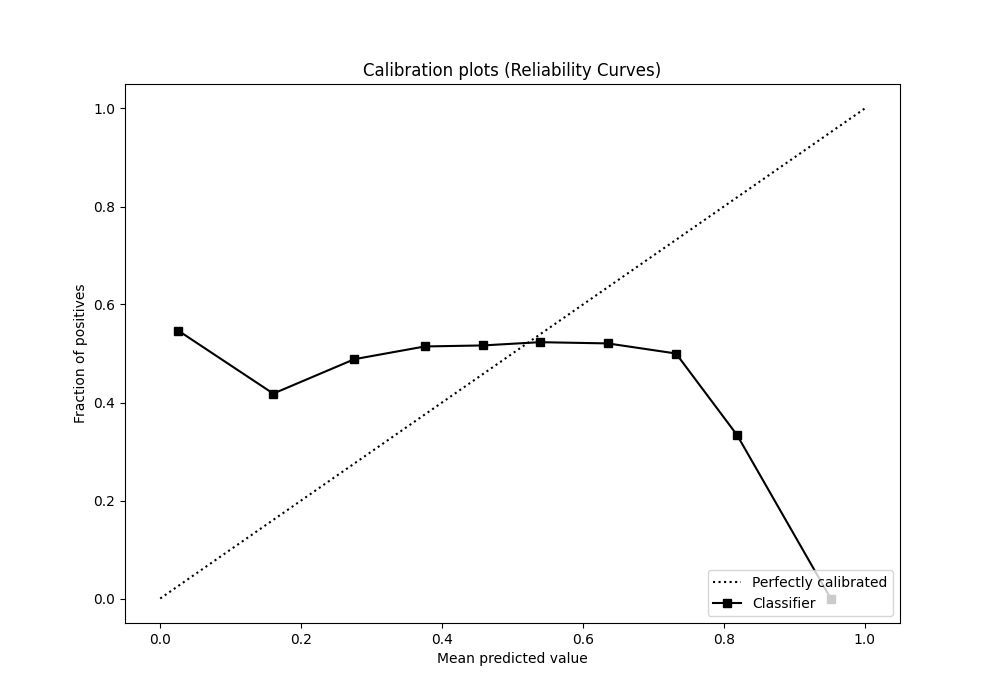 Calibration plots (Reliability Curves)
1.0
0.8
0.6
0.4
0.2
0.0
Fraction of positives
0.0 0.2 0.4 0.6 0.8 1.0
Mean predicted value
Perfectly calibrated
Classifier